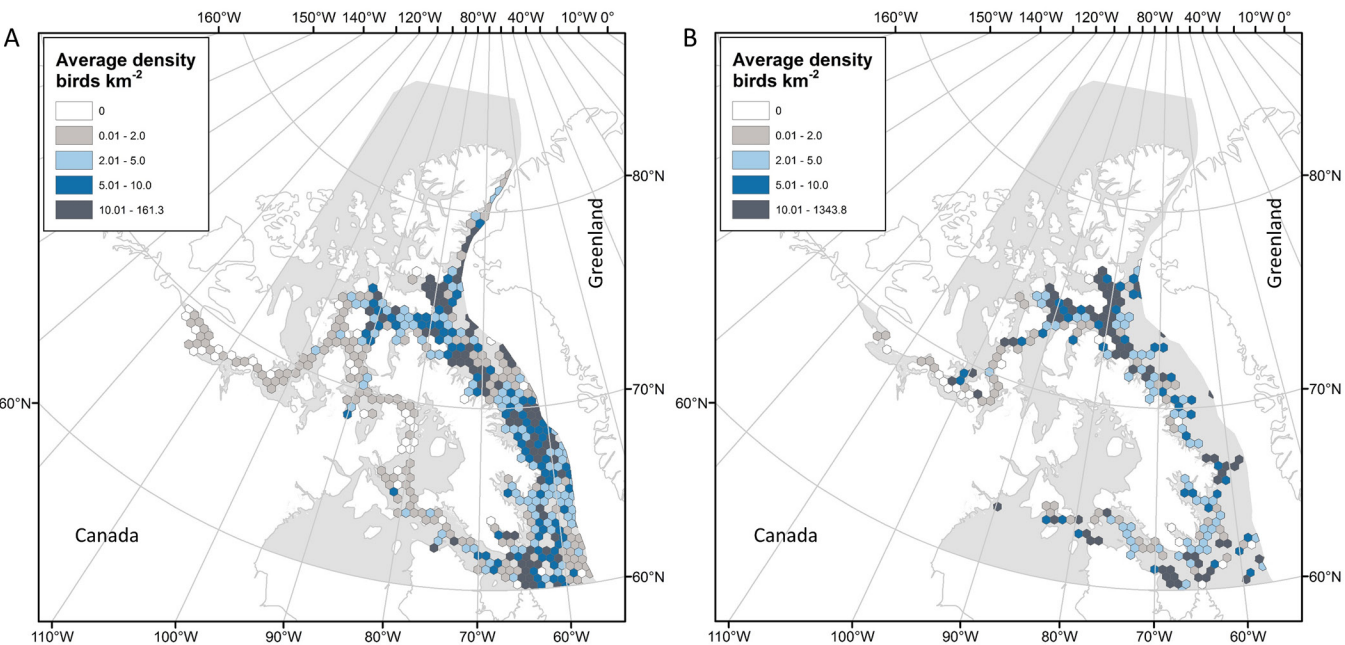 160°W 150°W 140°W 120°W 80°W 40°W 10°W 0°
A
Average density
birds km-2
0
0.01 - 2.0
2.01 - 5.0
5.01 - 10.0
10.01 - 161.3
80°N
Greenland
70°N
60°N
Canada
60°N
110°W 100°W 90°W 80°W 70°W 60°W
160°W 150°W 140°W 120°W 80°W 40°W 10°W 0°
B
Average density
birds km-2
0
0.01 - 2.0
2.01 - 5.0
5.01 - 10.0
10.01 - 1343.8
80°N
Greenland
70°N
60°N
Canada
60°N
110°W 100°W 90°W 80°W 70°W 60°W